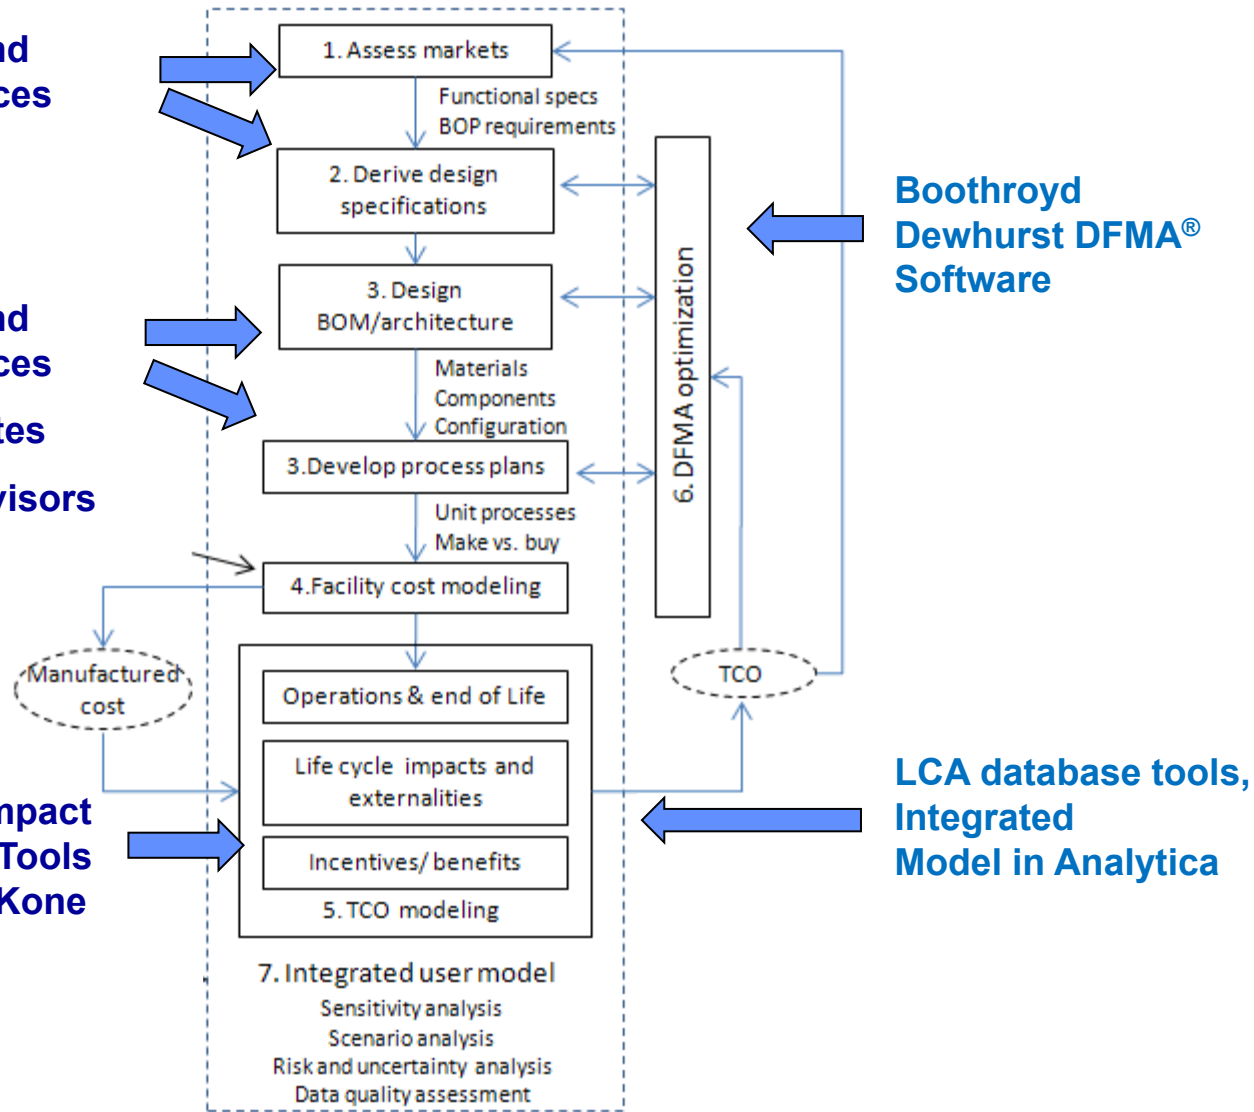 nd
ces
1. Assess markets
Functional specs
BOP requirements
2. Derive design
specifications
Boothroyd
Dewhurst DFMA®
Software
nd
ces
tes
visors
3. Design
BOM/architecture
Materials
Components
Configuration
3.Develop process plans
Unit processes
Make vs. buy
6. DFMA optimization
4.Facility cost modeling
Manufactured
cost
TCO
Operations & end of Life
Life cycle impacts and
externalities
Incentives/ benefits
5. TCO modeling
mpact
Tools
Kone
LCA database tools,
Integrated
Model in Analytica
7. Integrated user model
Sensitivity analysis
Scenario analysis
Risk and uncertainty analysis
Data quality assessment